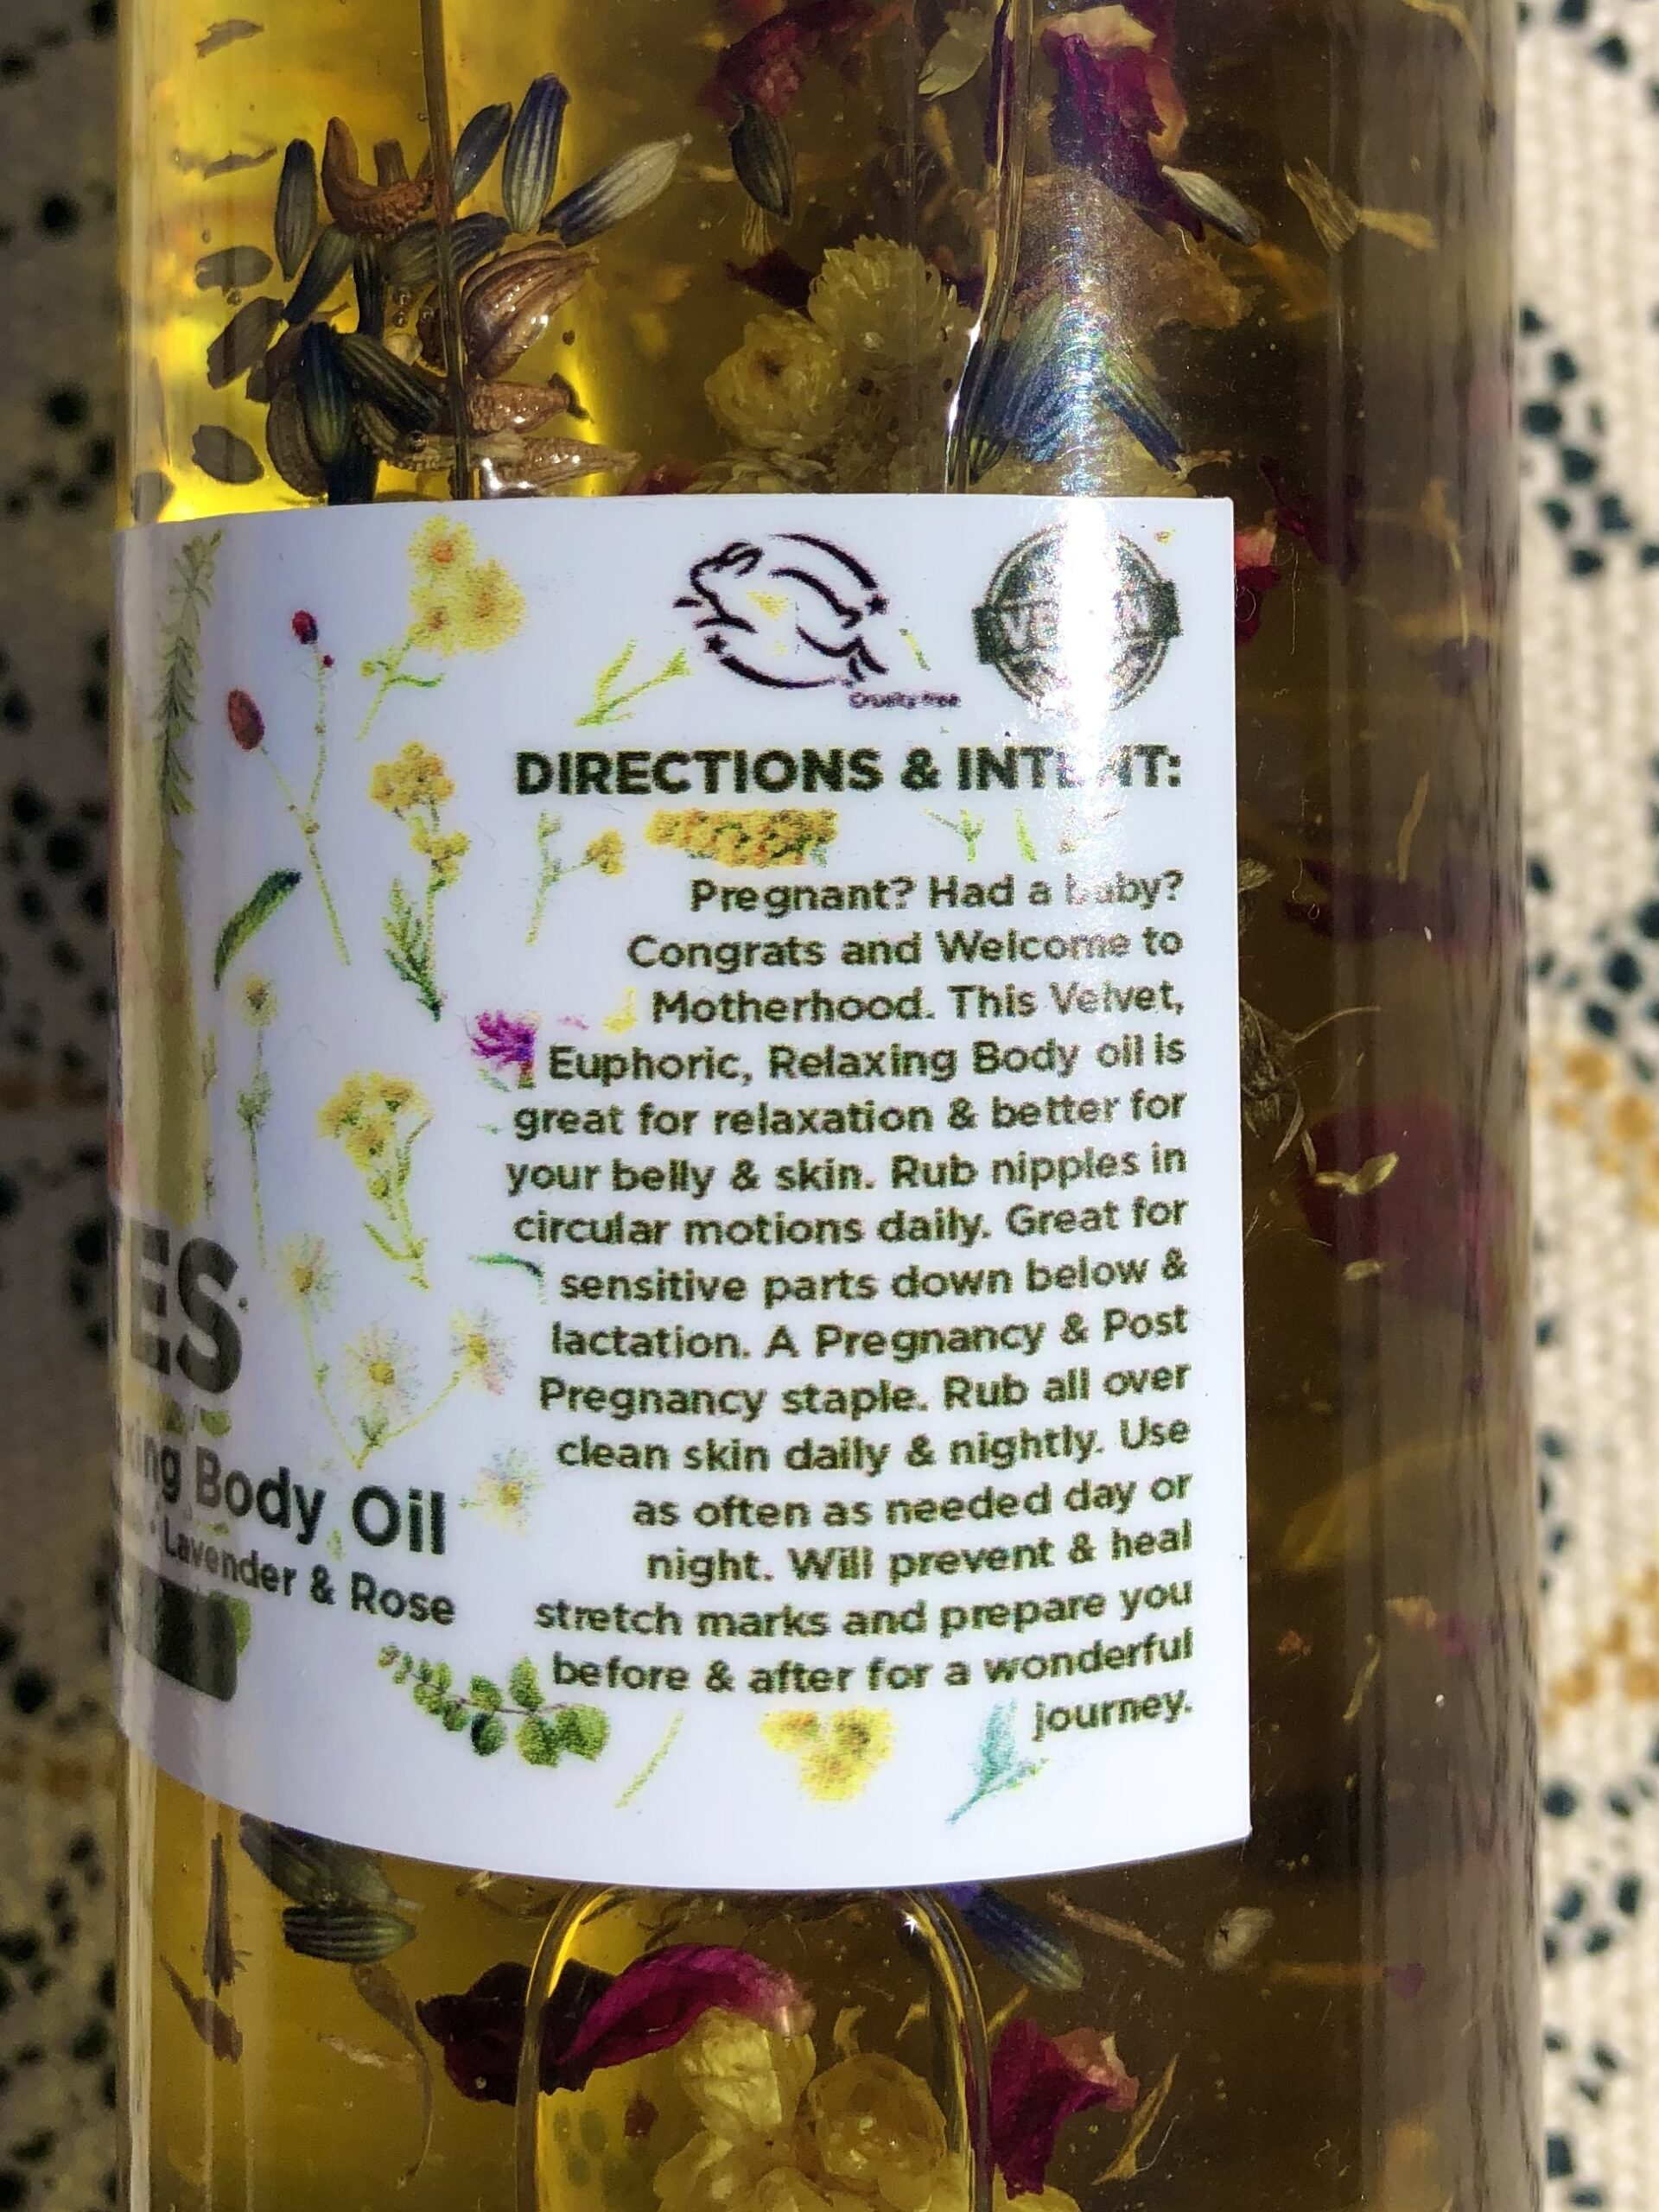 Cruelty free
VEGAN
DIRECTIONS & INTENT:
Pregnant? Had a baby?
Congrats and Welcome to
Motherhood. This Velvet,
Euphoric, Relaxing Body oil is
great for relaxation & better for
your belly & skin. Rub nipples in
circular motions daily. Great for
sensitive parts down below &
lactation. A Pregnancy & Post
Pregnancy staple. Rub all over
clean skin daily & nightly. Use
as often as needed day or
night. Will prevent & heal
stretch marks and prepare you
before & after for a wonderful
journey.
ES
ing Body Oil
· Lavender & Rose